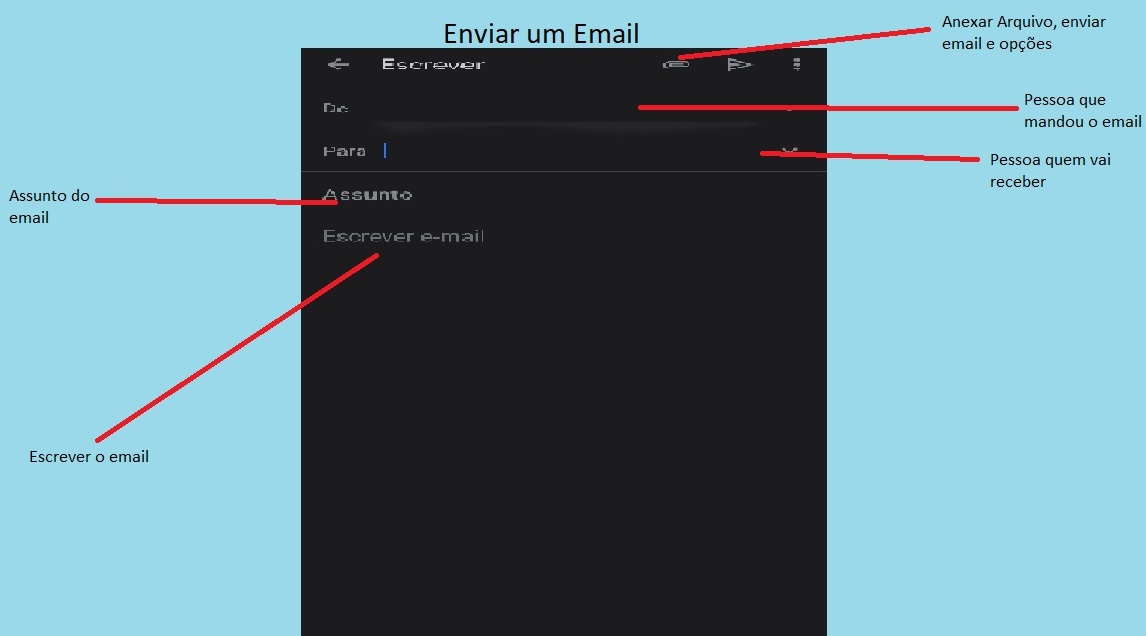 Enviar um Email
Anexar Arquivo, enviar
email e opções
Escrever
De
Pessoa que
mandou o email
Para
Pessoa quem vai
receber
Assunto do
email
Assunto
Escrever e-mail
Escrever o email